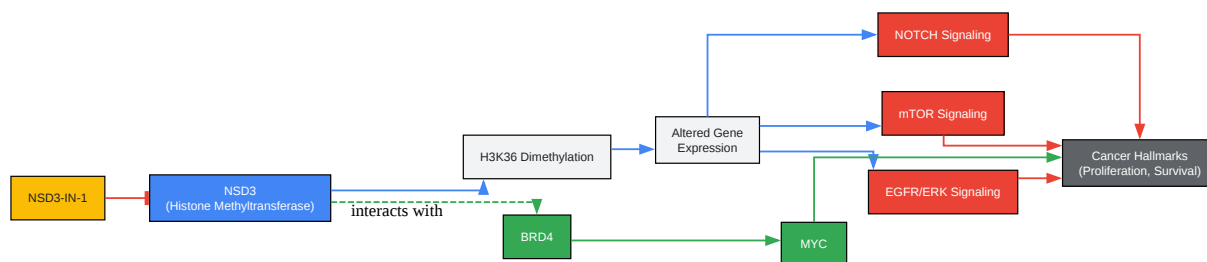 NSD3-IN-1
NSD3
(Histone Methyltransferase)
interacts with
H3K36 Dimethylation
BRD4
Altered Gene
Expression
MYC
NOTCH Signaling
mTOR Signaling
EGFR/ERK Signaling
Cancer Hallmarks
(Proliferation, Survival)